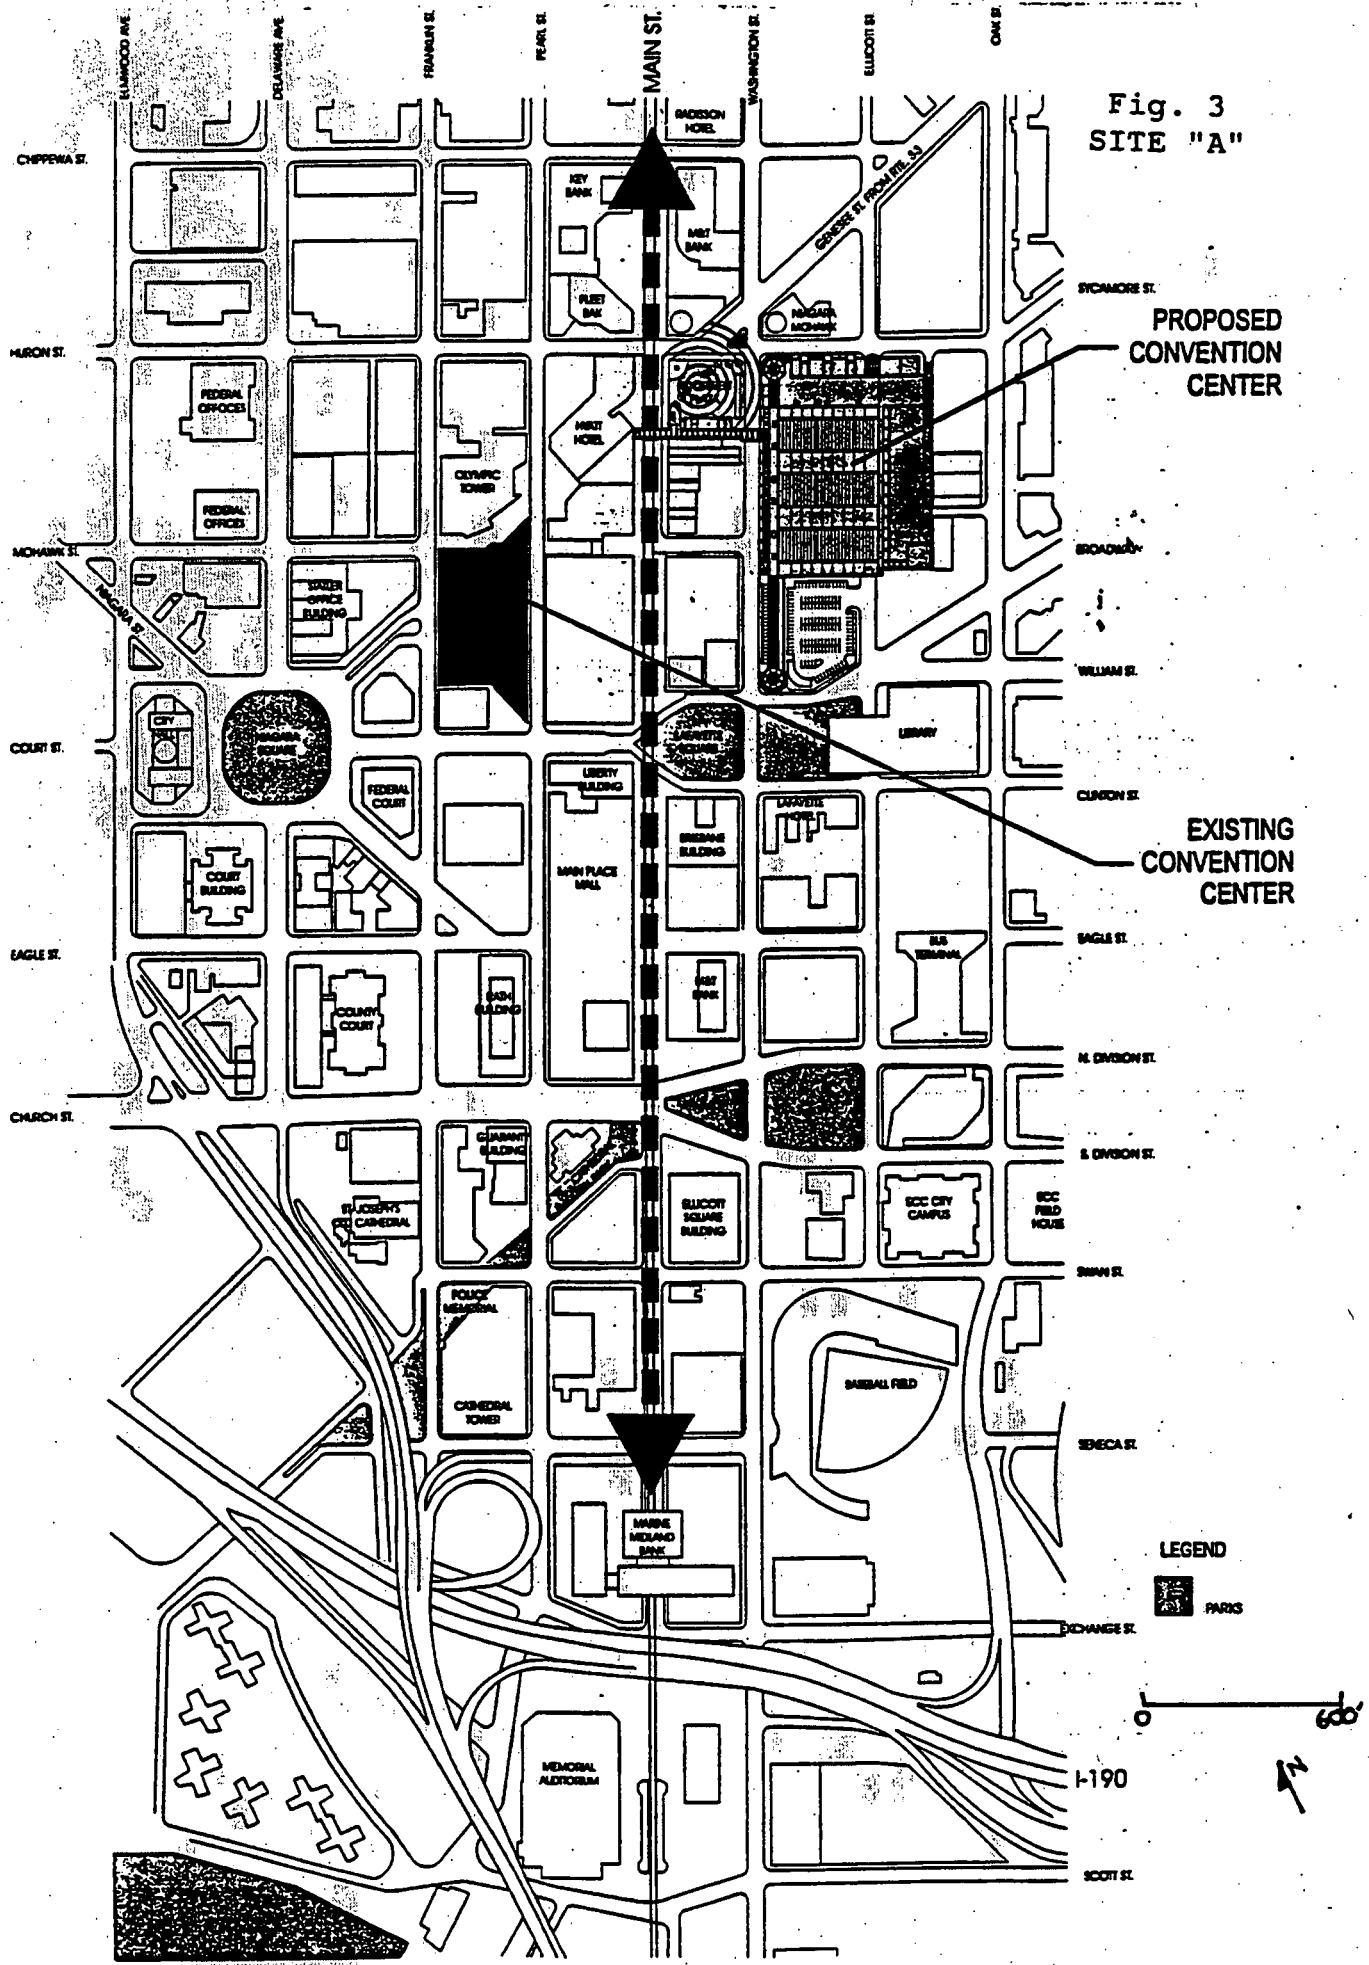 ELMWOOD AVE.
DELAWARE AVE.
FRANKLIN ST.
PEARL ST.
MAIN ST.
WASHINGTON ST.
ELLICOTT ST.
OAK ST.
Fig. 3
SITE "A"
RADISSON
HOTEL
CHIPPEWA ST.
KEY
BANK
M&T
BANK
GENESEE ST. FROM RTE. 33
SYCAMORE ST.
FLEET
BAK
NIAGARA
MOHAWK
PROPOSED
CONVENTION
CENTER
HURON ST.
FEDERAL
OFFICES
HYATT
HOTEL
OLYMPIC
TOWER
FEDERAL
OFFICES
MOHAWK ST.
BROADWAY
NIAGARA ST.
STATLER
OFFICE
BUILDING
WILLIAM ST.
CITY
HALL
NIAGARA
SQUARE
LAFAYETTE
SQUARE
LIBRARY
COURT ST.
LIBERTY
BUILDING
FEDERAL
COURT
CLINTON ST.
LAFAYETTE
HOTEL
BRISBANE
BUILDING
EXISTING
CONVENTION
CENTER
COURT
BUILDING
MAIN PLACE
MALL
EAGLE ST.
EAGLE ST.
BUS
TERMINAL
RATH
BUILDING
BANK
COUNTY
COURT
N. DIVISION ST.
CHURCH ST.
GUARANTY
BUILDING
CATHEDRAL
PARK
S. DIVISION ST.
ST. JOSEPH'S
CATHEDRAL
ELLICOTT
SQUARE
BUILDING
ECC CITY
CAMPUS
ECC
FIELD
HOUSE
SWAN ST.
POLICE
MEMORIAL
BASEBALL FIELD
CATHEDRAL
TOWER
SENECA ST.
MARINE
MIDLAND
BANK
LEGEND
PARKS
EXCHANGE ST.
0 600'
N
MEMORIAL
AUDITORIUM
I-190
SCOTT ST.